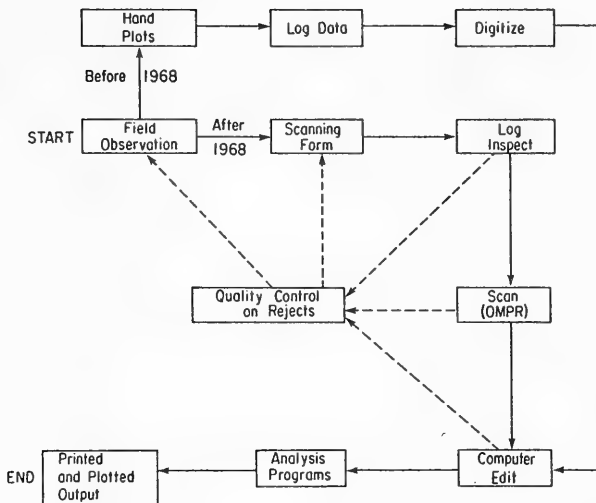 Hand
Plots
Log Data
Digitize
Before 1968
START
Field
Observation
After
1968
Scanning
Form
Log
Inspect
Quality Control
on Rejects
Scan
(OMPR)
END
Printed
and Plotted
Output
Analysis
Programs
Computer
Edit